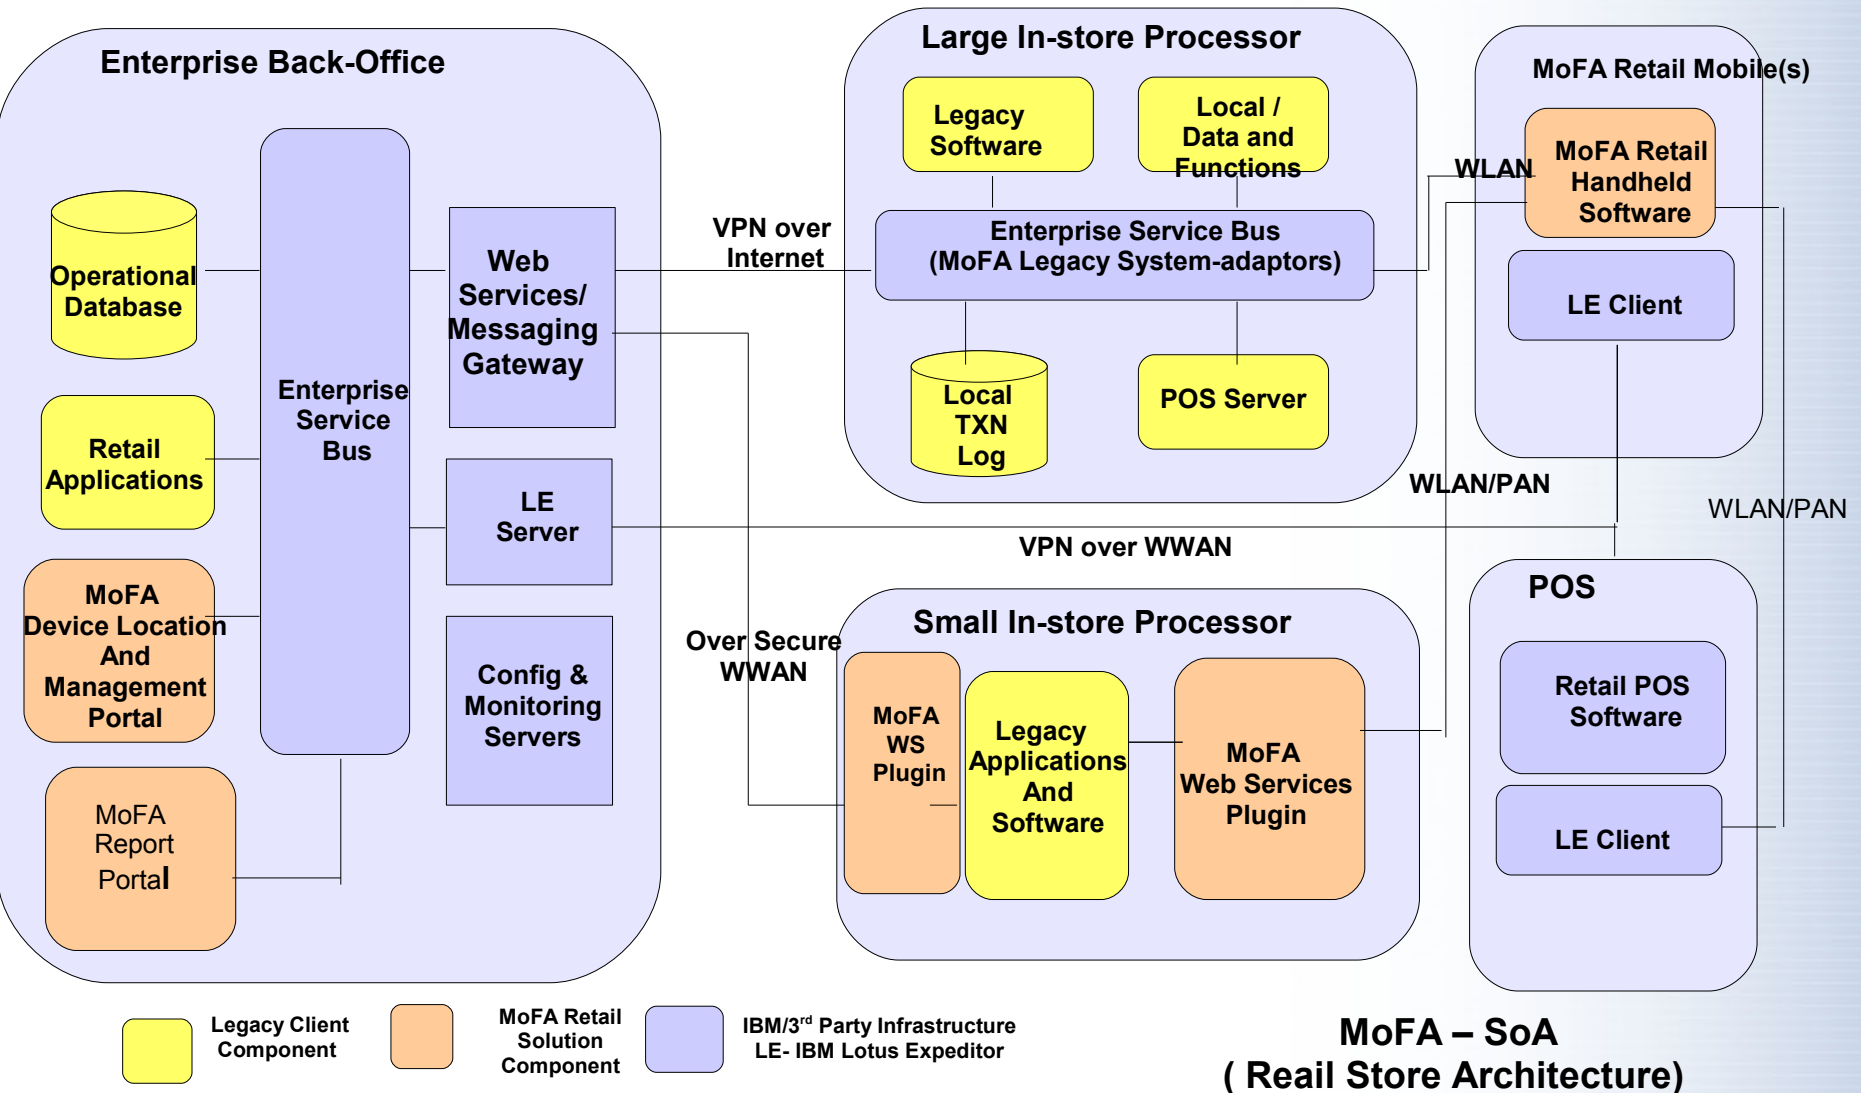 Enterprise Back-Office
Operational
Database
Retail
Applications
MoFA
Device Location
And
Management
Portal
MoFA
Report
Portal
Enterprise
Service
Bus
Web
Services/
Messaging
Gateway
LE
Server
Config &
Monitoring
Servers
VPN over
Internet
Over Secure
WWAN
VPN over WWAN
Large In-store Processor
Legacy
Software
Local /
Data and
Functions
Enterprise Service Bus
(MoFA Legacy System-adaptors)
Local
TXN
Log
POS Server
Small In-store Processor
MoFA
WS
Plugin
Legacy
Applications
And
Software
MoFA
Web Services
Plugin
WLAN
WLAN/PAN
WLAN/PAN
MoFA Retail Mobile(s)
MoFA Retail
Handheld
Software
LE Client
POS
Retail POS
Software
LE Client
Legacy Client
Component
MoFA Retail
Solution
Component
IBM/3rd Party Infrastructure
LE- IBM Lotus Expeditor
MoFA – SoA
( Reail Store Architecture)